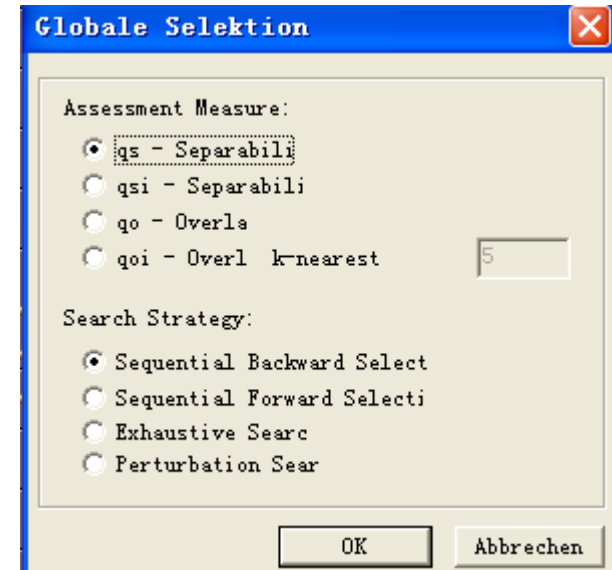 Globale Selektion
Assessment Measure:
qs - Separabili
qsi - Separabili
qo - Overla
qoi - Overl k-nearest 5
Search Strategy:
Sequential Backward Select
Sequential Forward Selecti
Exhaustive Searc
Perturbation Sear
OK Abbrechen